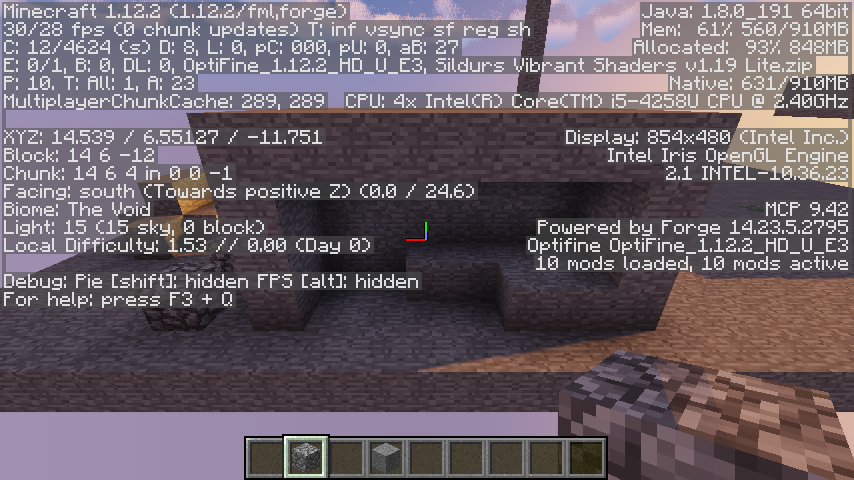 Minecraft 1.12.2 (1.12.2/fml,forge)
30/28 fps (0 chunk updates) T: inf vsync sf reg sh
C: 12/4624 (s) D: 8, L: 0, pC: 000, pU: 0, aB: 27
E: 0/1, B: 0, DL: 0, OptiFine_1.12.2_HD_U_E3, Sildurs Vibrant Shaders v1.19 Lite.zip
P: 10. T: All: 1, A: 23
MultiplayerChunkCache: 289, 289
XYZ: 14.539 / 6.55127 / -11.751
Block: 14 6 -12
Chunk: 14 6 4 in 0 0 -1
Facing: south (Towards positive Z) (0.0 / 24.6)
Biome: The Void
Light: 15 (15 sky, 0 block)
Local Difficulty: 1.53 // 0.00 (Day 0)
Debug: Pie [shift]: hidden FPS [alt]: hidden
For help: press F3 + Q
Java: 1.8.0_191 64bit
Mem: 61% 560/910MB
Allocated: 93% 848MB
Native: 631/910MB
CPU: 4x Intel(R) Core(TM) i5-4258U CPU @ 2.40GHz
Display: 854x480 (Intel Inc.)
Intel Iris OpenGL Engine
2.1 INTEL-10.36.23
MCP 9.42
Powered by Forge 14.23.5.2795
Optifine OptiFine_1.12.2_HD_U_E3
10 mods loaded, 10 mods active